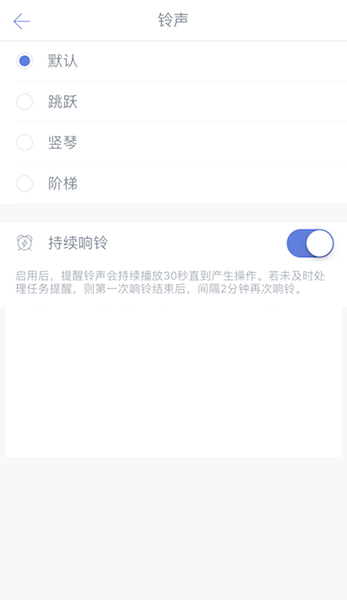 铃声
默认
跳跃
竖琴
阶梯
持续响铃
启用后，提醒铃声会持续播放30秒直到产生操作。若未及时处
理任务提醒，则第一次响铃结束后，间隔2分钟再次响铃。